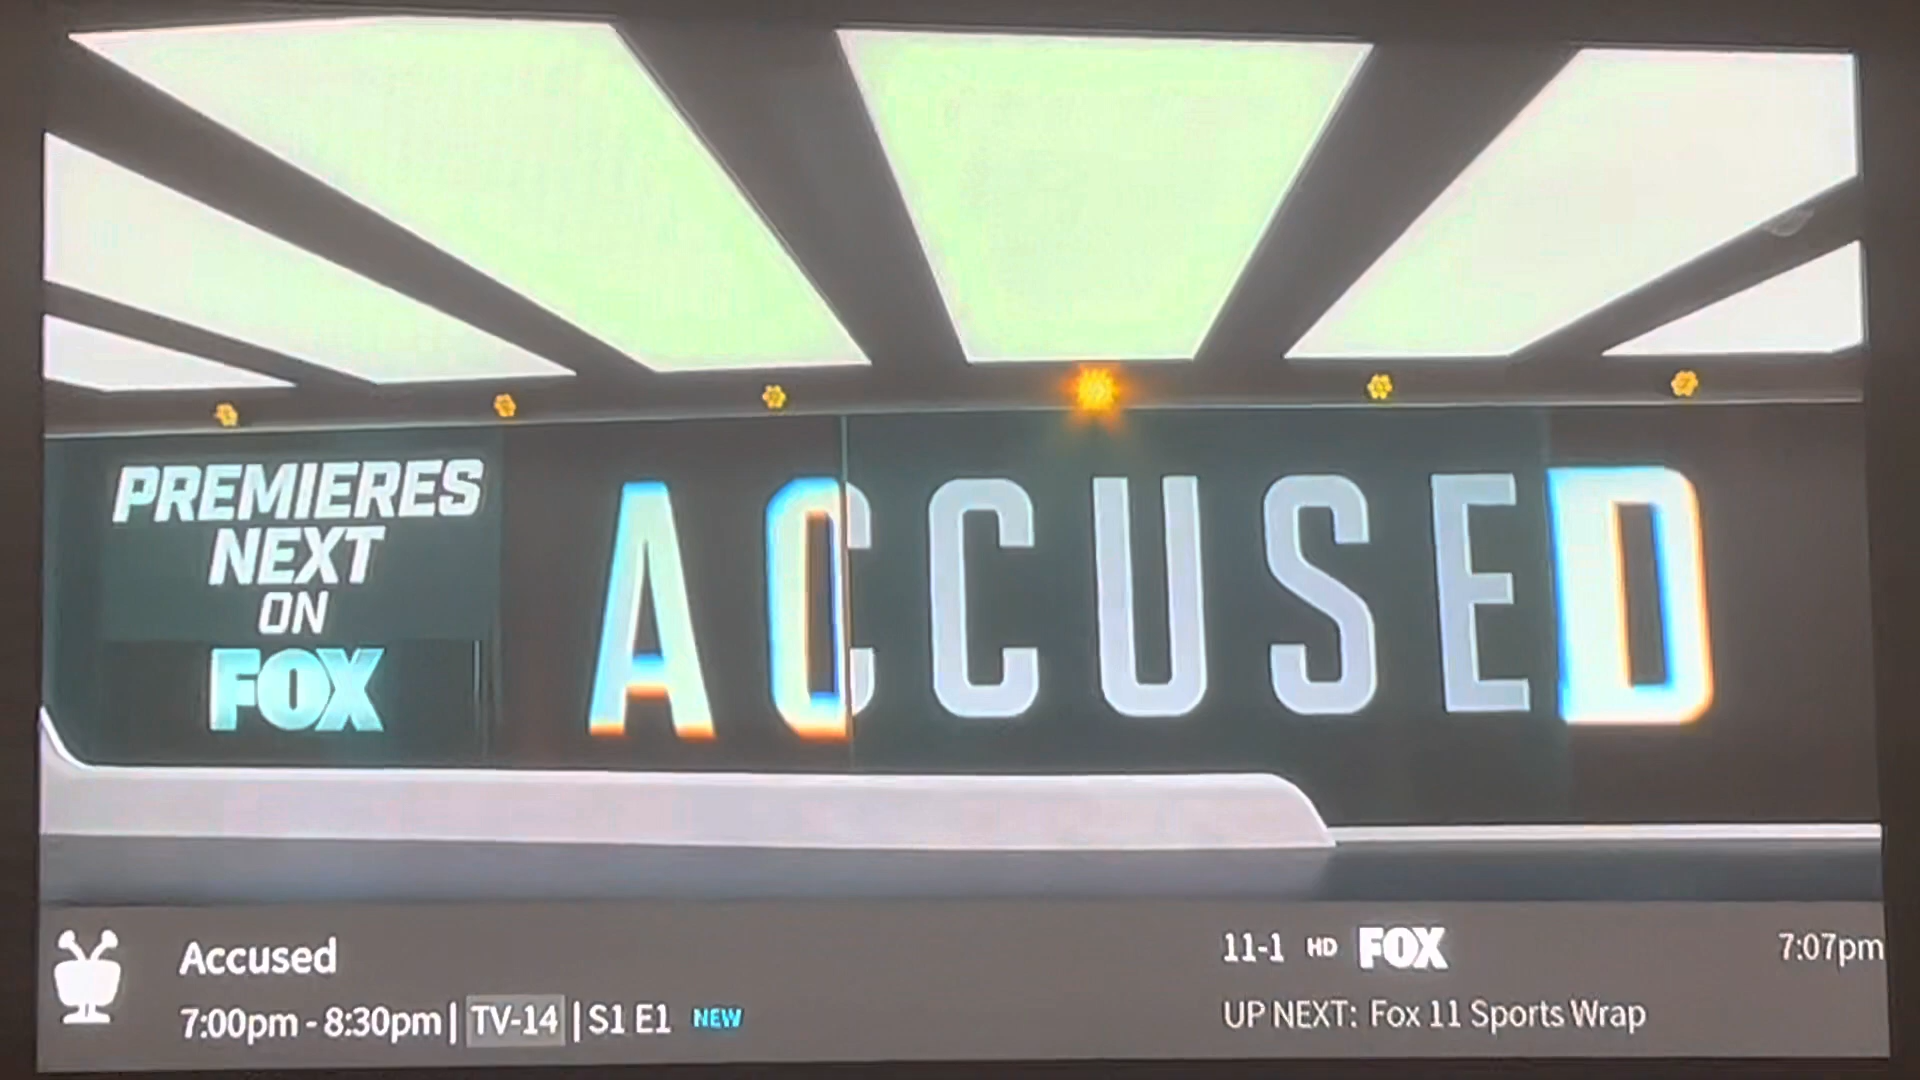 PREMIERES
NEXT
ON
FOX
ACCUSED
Accused
7:00pm - 8:30pm | TV-14 | S1 E1 NEW
11-1 HD FOX
7:07pm
UP NEXT: Fox 11 Sports Wrap